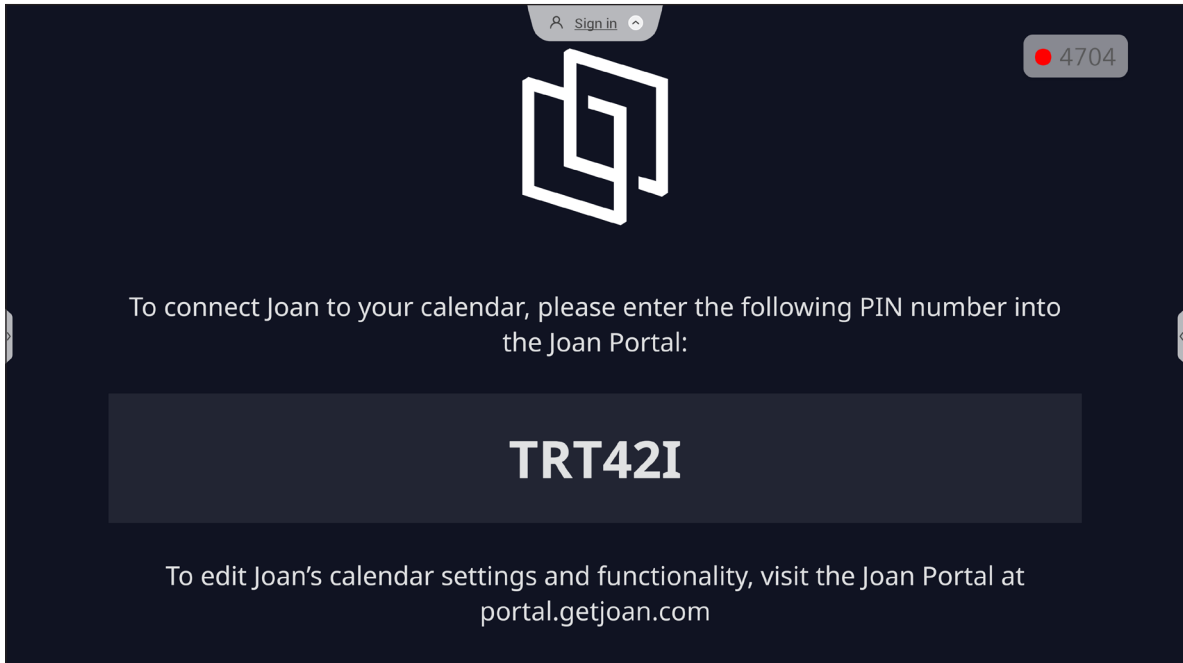 Sign in
4704
To connect Joan to your calendar, please enter the following PIN number into
the Joan Portal:
TRT42I
To edit Joan’s calendar settings and functionality, visit the Joan Portal at
portal.getjoan.com